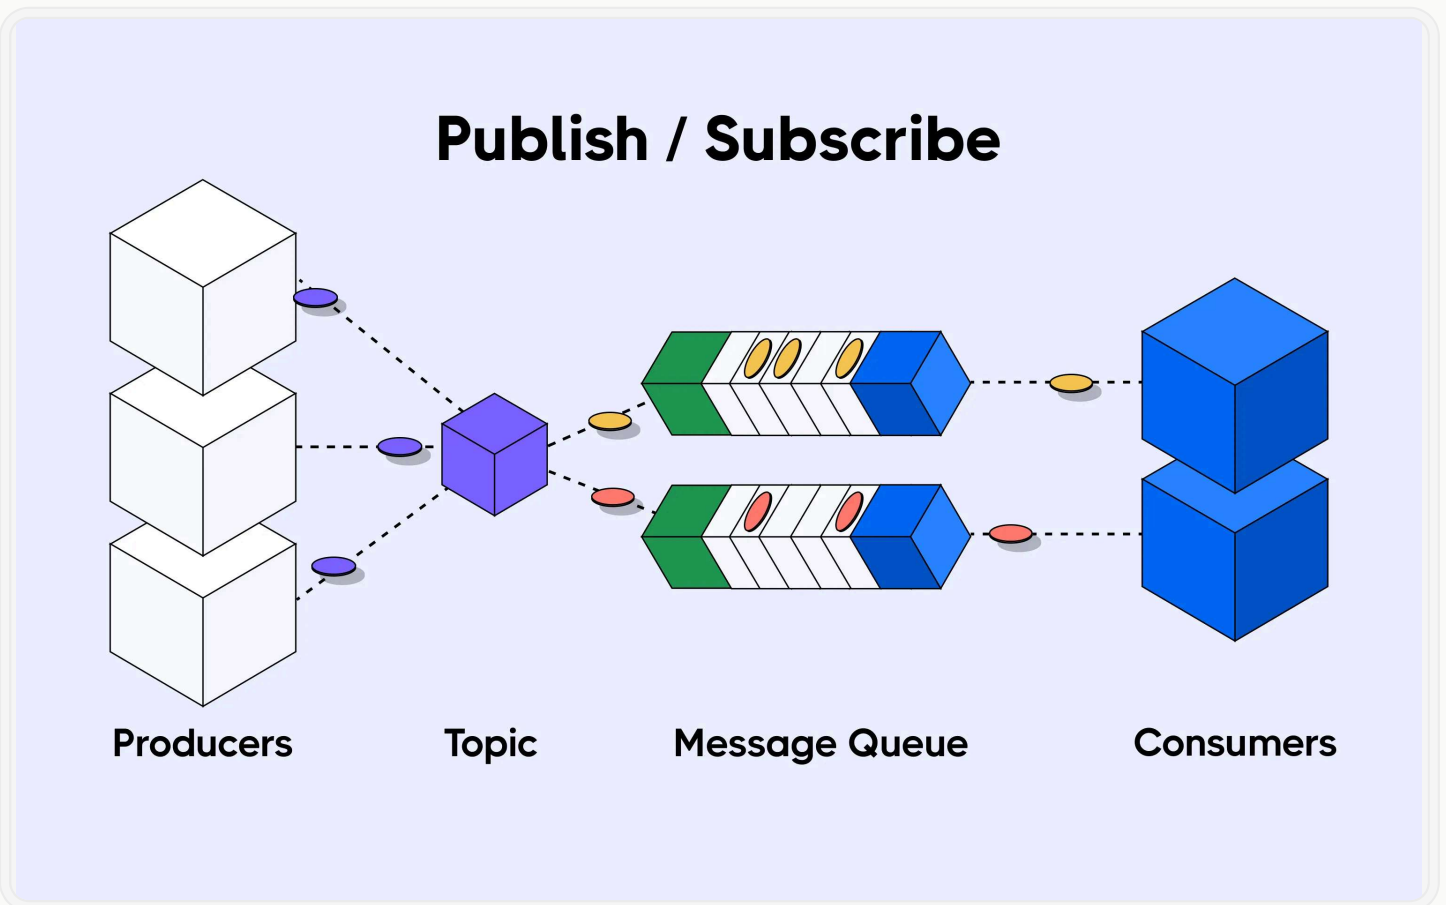 Publish / Subscribe
Producers
Topic
Message Queue
Consumers